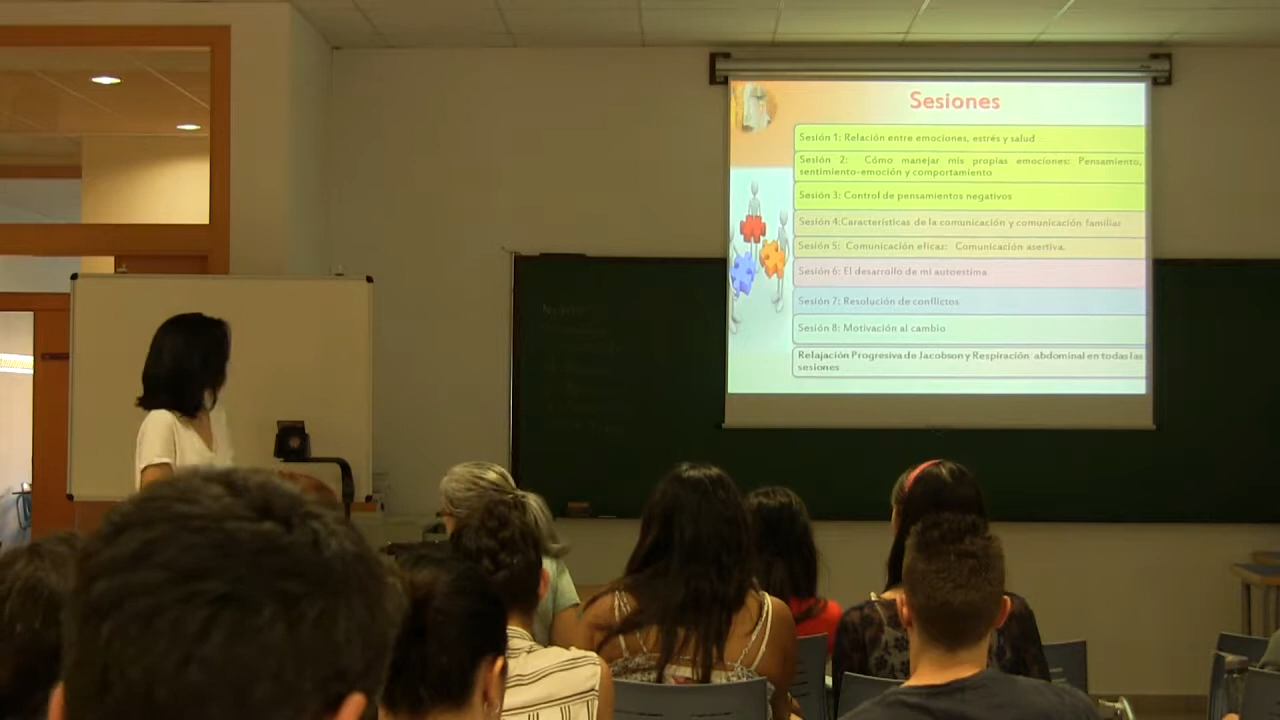 Sesiones
Sesión 1: Relación entre emociones, estrés y salud
Sesión 2: Cómo manejar mis propias emociones: Pensamiento,
sentimiento-emoción y comportamiento
Sesión 3: Control de pensamientos negativos
Sesión 4:Características de la comunicación y comunicación familiar
Sesión 5: Comunicación eficaz: Comunicación asertiva.
Sesión 6: El desarrollo de mi autoestima
Sesión 7: Resolución de conflictos
Sesión 8: Motivación al cambio
Relajación Progresiva de Jacobson y Respiración abdominal en todas las
sesiones